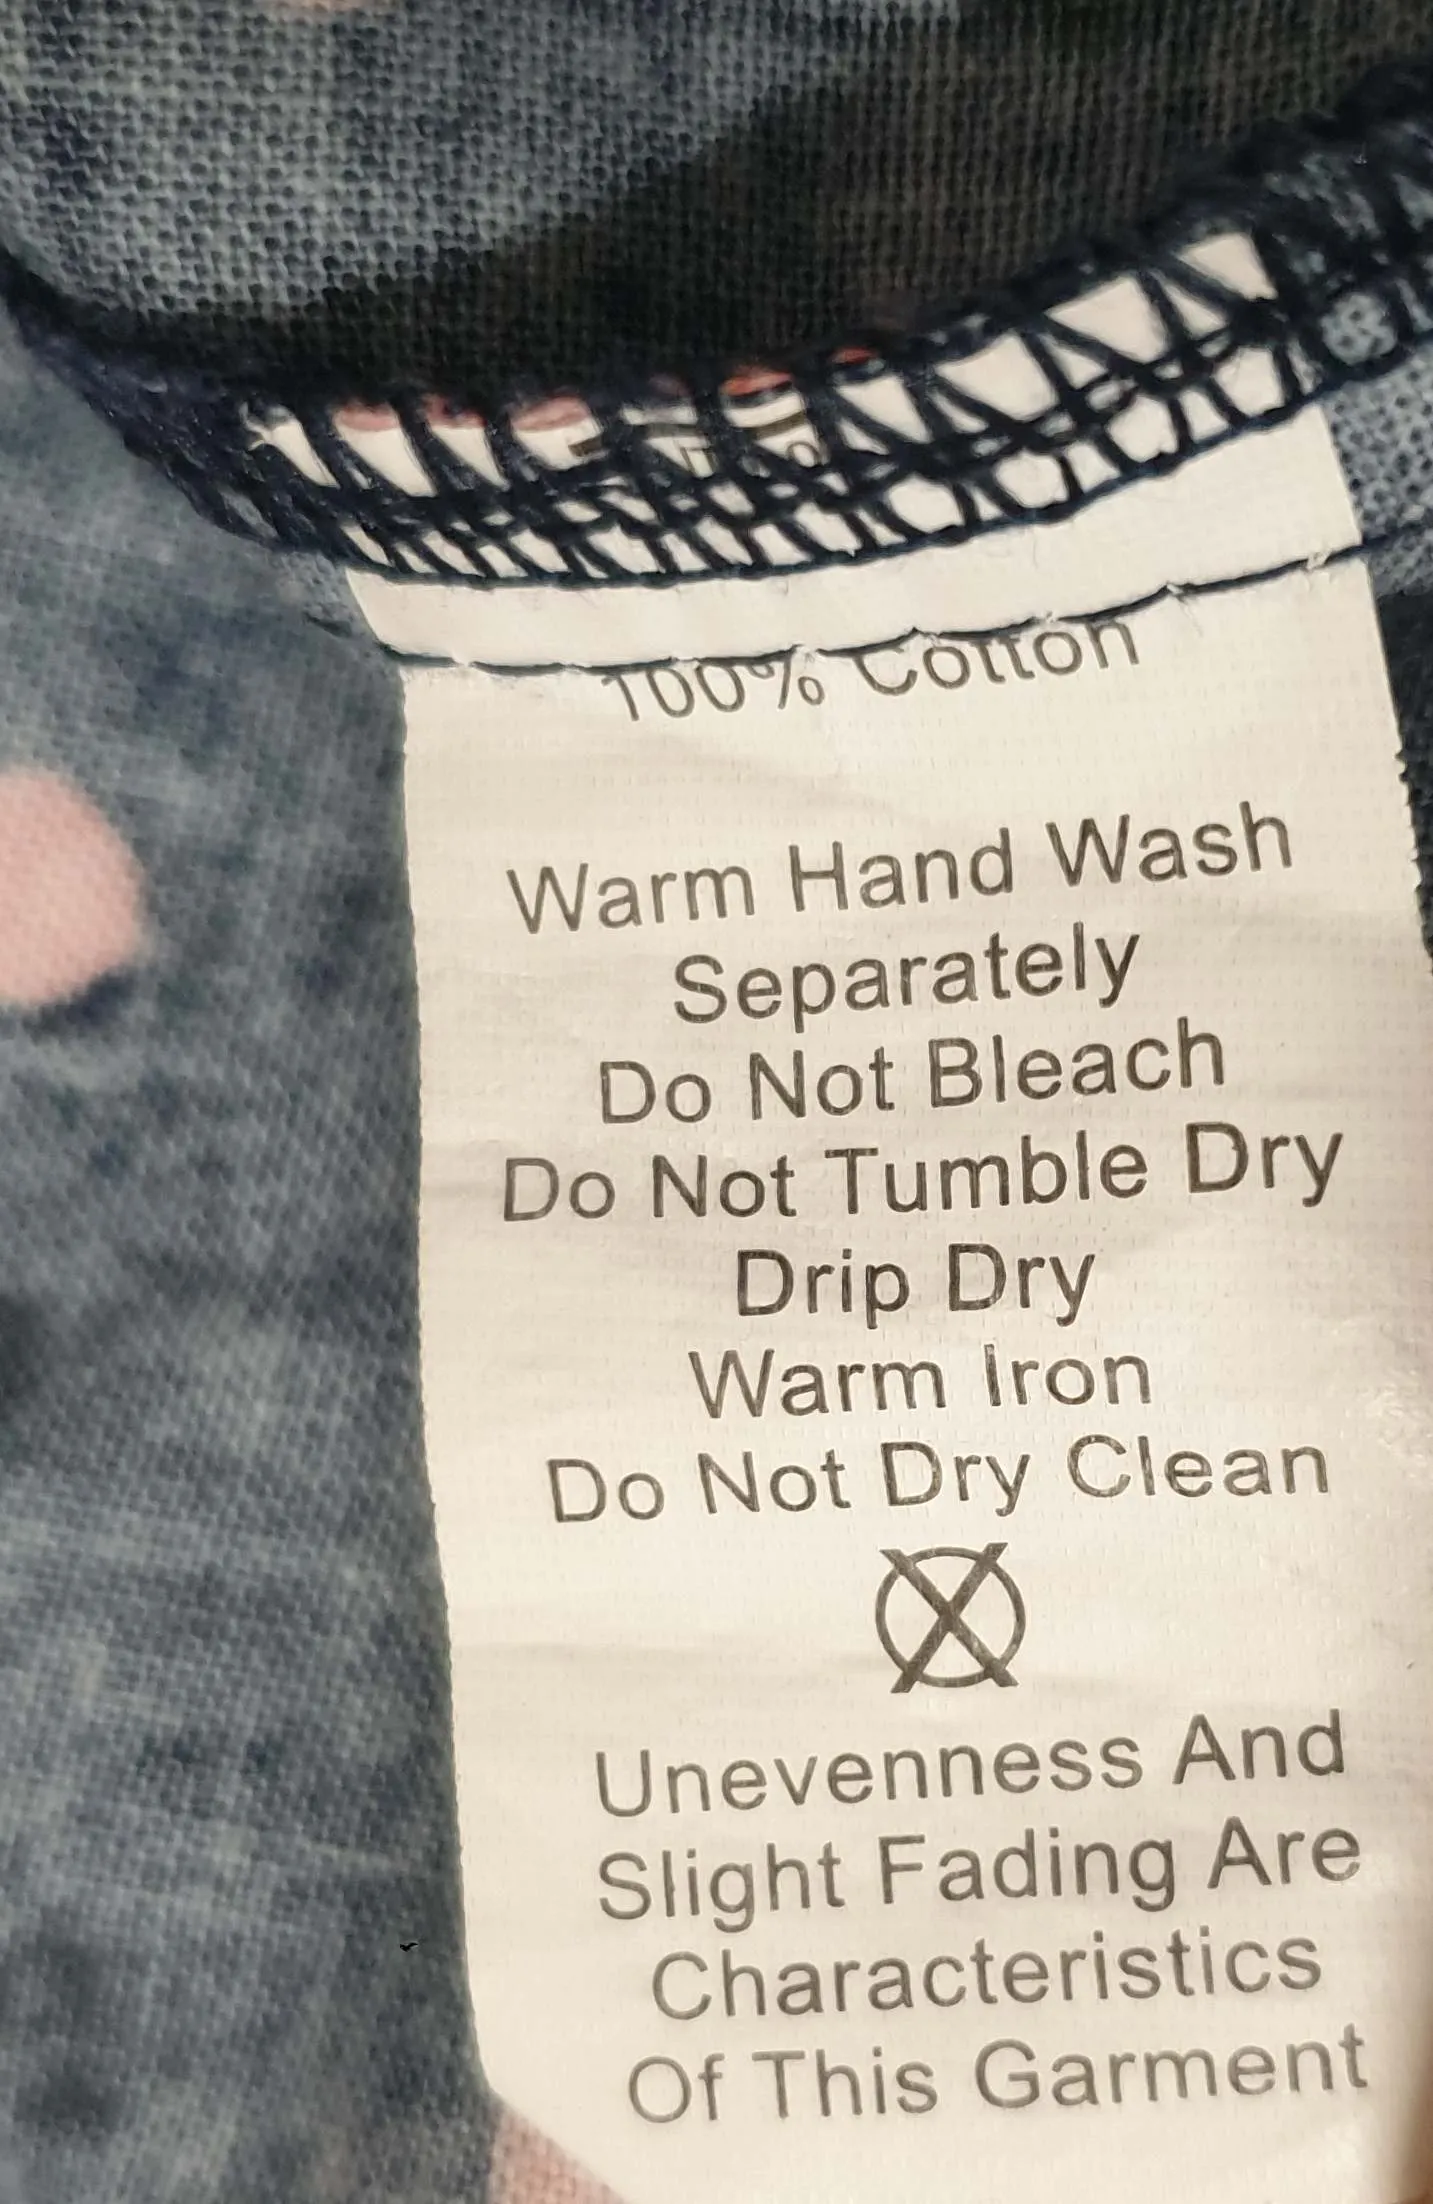 100% Cotton
Warm Hand Wash
Separately
Do Not Bleach
Do Not Tumble Dry
Drip Dry
Warm Iron
Do Not Dry Clean
Unevenness And
Slight Fading Are
Characteristics
Of This Garment